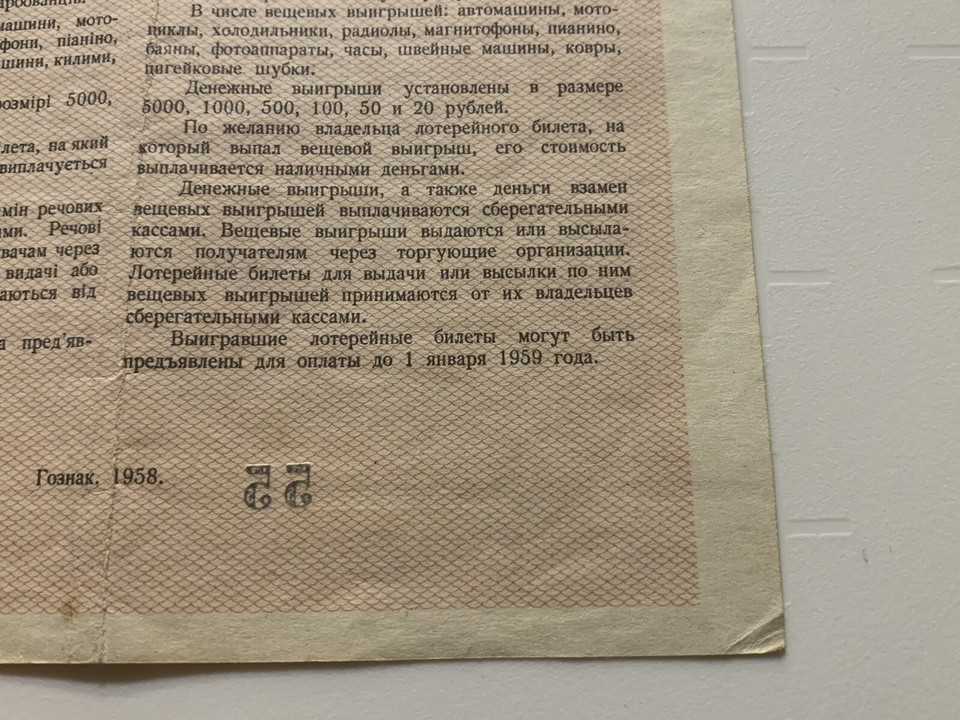 машини, мото-
фони, піаніно,
шини, килими,
розмірі 5000,
лета, на який
виплачується
мін речових
ами. Речові
вачам через
видачі або
аються від
а пред'яв-
В числе вещевых выигрышей: автомашины, мото-
циклы, холодильники, радиолы, магнитофоны, пианино,
баяны, фотоаппараты, часы, швейные машины, ковры,
цигейковые шубки.
Денежные выигрыши установлены в размере
5000, 1000, 500, 100, 50 и 20 рублей.
По желанию владельца лотерейного билета, на
который выпал вещевой выигрыш, его стоимость
выплачивается наличными деньгами.
Денежные выигрыши, а также деньги взамен
вещевых выигрышей выплачиваются сберегательными
кассами. Вещевые выигрыши выдаются или высыла-
ются получателям через торгующие организации.
Лотерейные билеты для выдачи или высылки по ним
вещевых выигрышей принимаются от их владельцев
сберегательными кассами.
Выигравшие лотерейные билеты могут быть
предъявлены для оплаты до 1 января 1959 года.
Гознак. 1958.
55